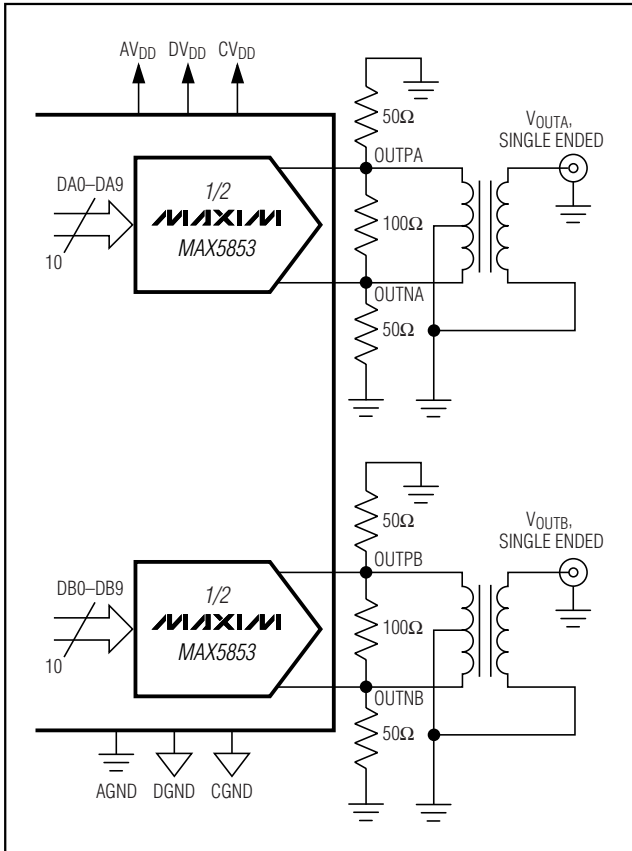 AVDD DVDD CVDD
50Ω
VOUTA,
SINGLE ENDED
OUTPA
DA0–DA9
1/2
MAXIM
MAX5853
10
100Ω
OUTNA
50Ω
50Ω
VOUTB,
SINGLE ENDED
OUTPB
DB0–DB9
1/2
MAXIM
MAX5853
10
100Ω
OUTNB
50Ω
AGND DGND CGND